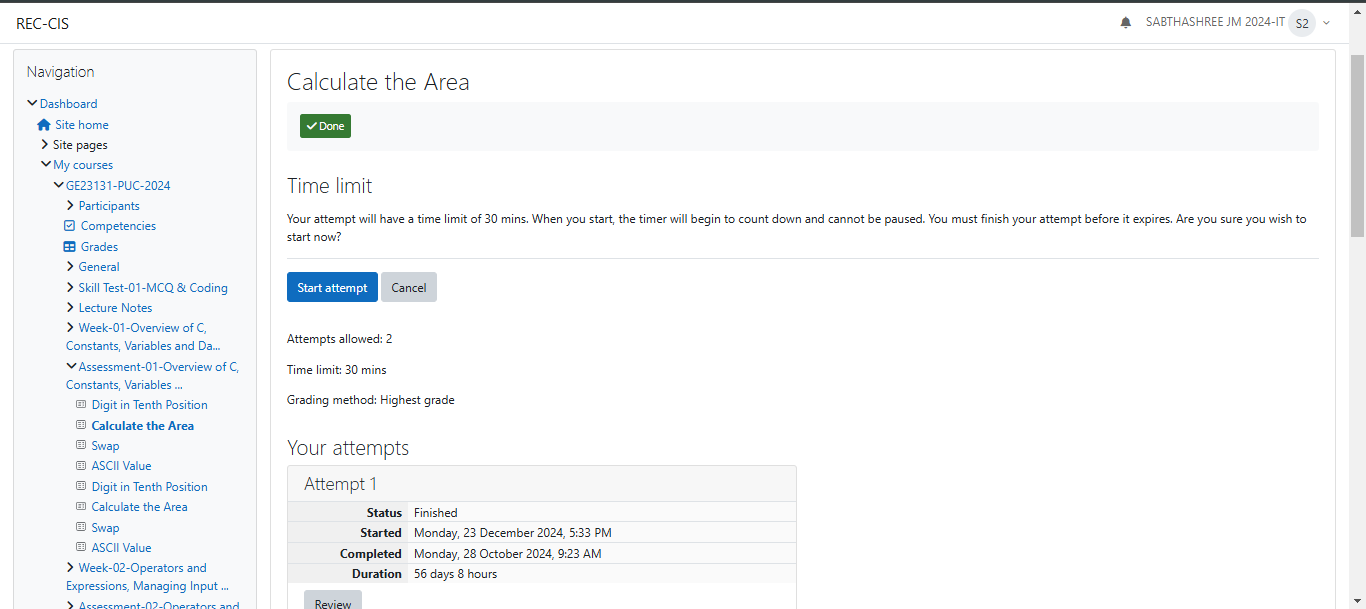 REC-CIS
SABTHASHREE JM 2024-IT S2
Navigation
Dashboard
Site home
Site pages
My courses
GE23131-PUC-2024
Participants
Competencies
Grades
General
Skill Test-01-MCQ & Coding
Lecture Notes
Week-01-Overview of C,
Constants, Variables and Da...
Assessment-01-Overview of C,
Constants, Variables ...
Digit in Tenth Position
Calculate the Area
Swap
ASCII Value
Digit in Tenth Position
Calculate the Area
Swap
ASCII Value
Week-02-Operators and
Expressions, Managing Input ...
Assessment-02-Operators and
Calculate the Area
Done
Time limit
Your attempt will have a time limit of 30 mins. When you start, the timer will begin to count down and cannot be paused. You must finish your attempt before it expires. Are you sure you wish to
start now?
Start attempt Cancel
Attempts allowed: 2
Time limit: 30 mins
Grading method: Highest grade
Your attempts
Attempt 1
Status Finished
Started Monday, 23 December 2024, 5:33 PM
Completed Monday, 28 October 2024, 9:23 AM
Duration 56 days 8 hours
Review